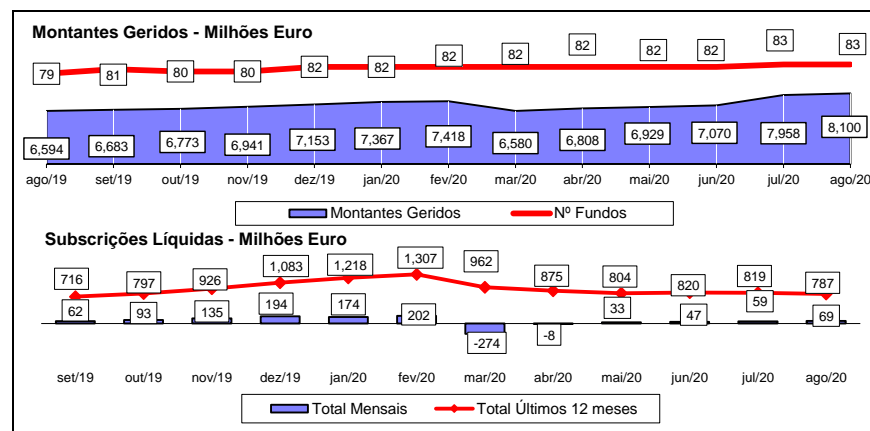 Montantes Geridos - Milhões Euro
79 81 80 80 82 82 82 82 82 82 82 83 83
6,594 6,683 6,773 6,941 7,153 7,367 7,418 6,580 6,808 6,929 7,070 7,958 8,100
ago/19 set/19 out/19 nov/19 dez/19 jan/20 fev/20 mar/20 abr/20 mai/20 jun/20 jul/20 ago/20
Montantes Geridos Nº Fundos
Subscrições Líquidas - Milhões Euro
716 797 926 1,083 1,218 1,307 962 875 804 820 819 787
62 93 135 194 174 202 -274 -8 33 47 59 69
set/19 out/19 nov/19 dez/19 jan/20 fev/20 mar/20 abr/20 mai/20 jun/20 jul/20 ago/20
Total Mensais Total Últimos 12 meses